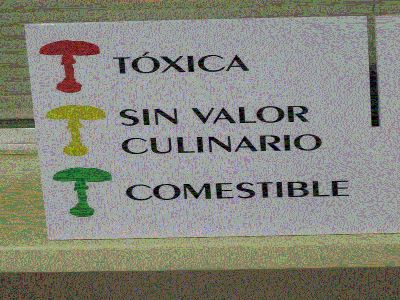 TÓXICA
SIN VALOR
CULINARIO
COMESTIBLE